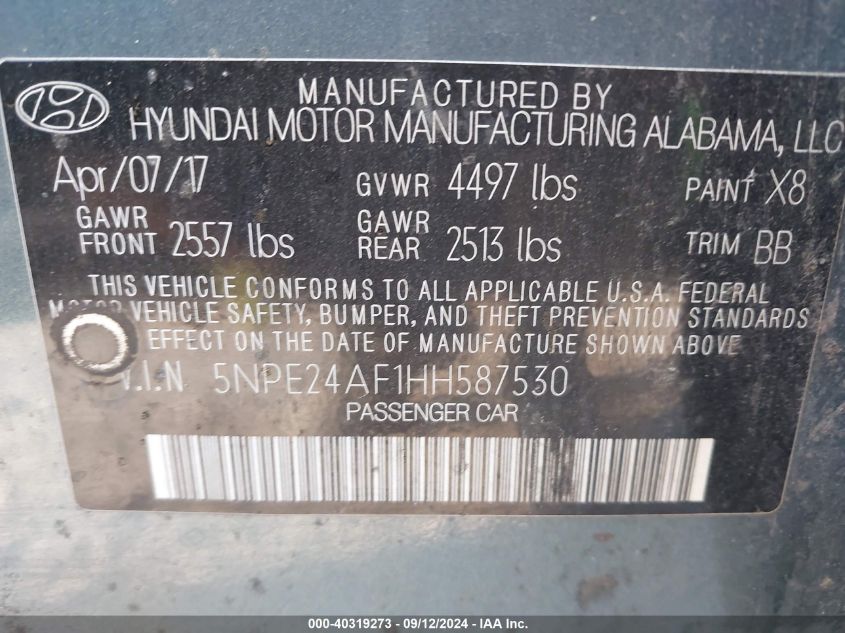 MANUFACTURED BY
HYUNDAI MOTOR MANUFACTURING ALABAMA, LLC
Apr/07/17 GVWR 4497 lbs PAINT X8
GAWR FRONT 2557 lbs GAWR REAR 2513 lbs TRIM BB
THIS VEHICLE CONFORMS TO ALL APPLICABLE U.S.A. FEDERAL
MOTOR VEHICLE SAFETY, BUMPER, AND THEFT PREVENTION STANDARDS
EFFECT ON THE DATE OF MANUFACTURE SHOWN ABOVE
V.I.N 5NPE24AF1HH587530
PASSENGER CAR
000-40319273 - 09/12/2024 - IAA Inc.